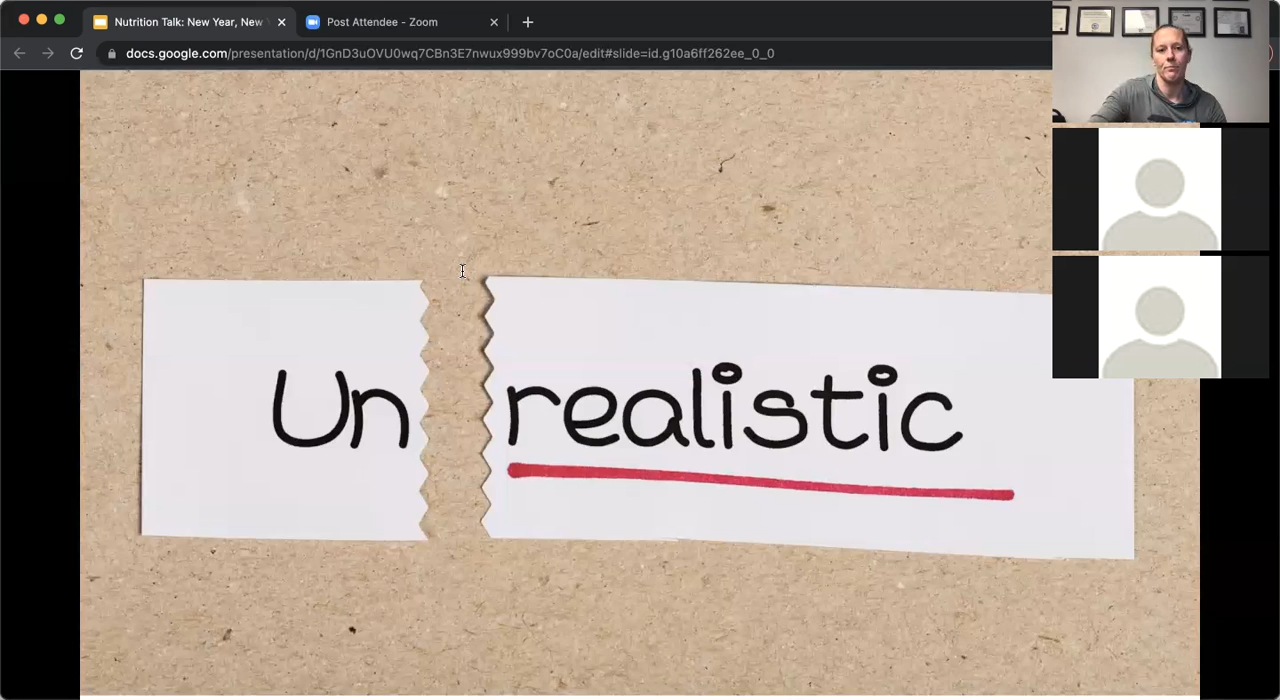 Nutrition Talk: New Year, New
Post Attendee - Zoom
docs.google.com/presentation/d/1GnD3uOVU0wq7CBn3E7nwux999bv7oC0a/edit#slide=id.g10a6ff262ee_0_0
Un realistic